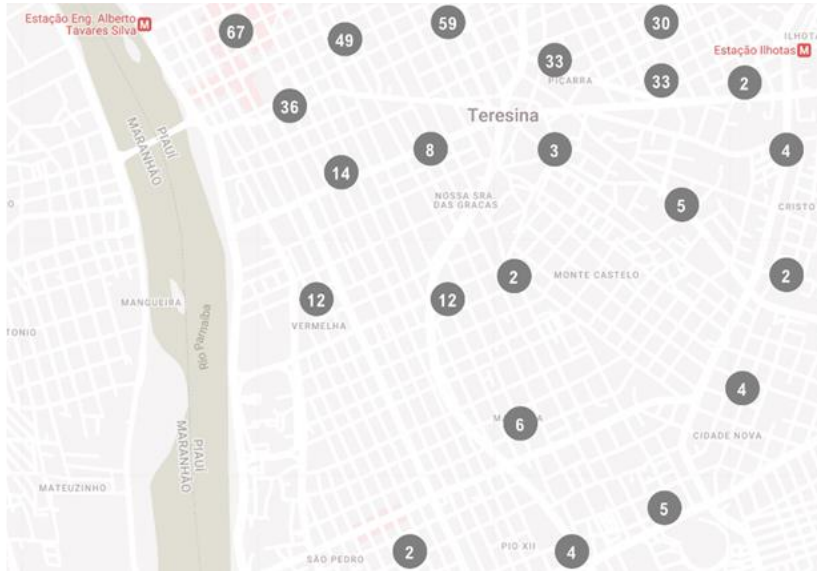 Estação Eng. Alberto
Tavares Silva M
67
49
59
30
ILHOTA
Estação Ilhotas M
33
PIÇARRA
33
2
36
Teresina
PIAUÍ
MARANHÃO
8
3
4
14
NOSSA SRA.
DAS GRACAS
5
CRISTO
2
MONTE CASTELO
2
MANGUEIRA
12
12
VERMELHA
TONIO
Rio Parnaíba
4
6
CIDADE NOVA
PIAUÍ
MARANHÃO
MATEUZINHO
5
SÃO PEDRO
2
PIO XII
4